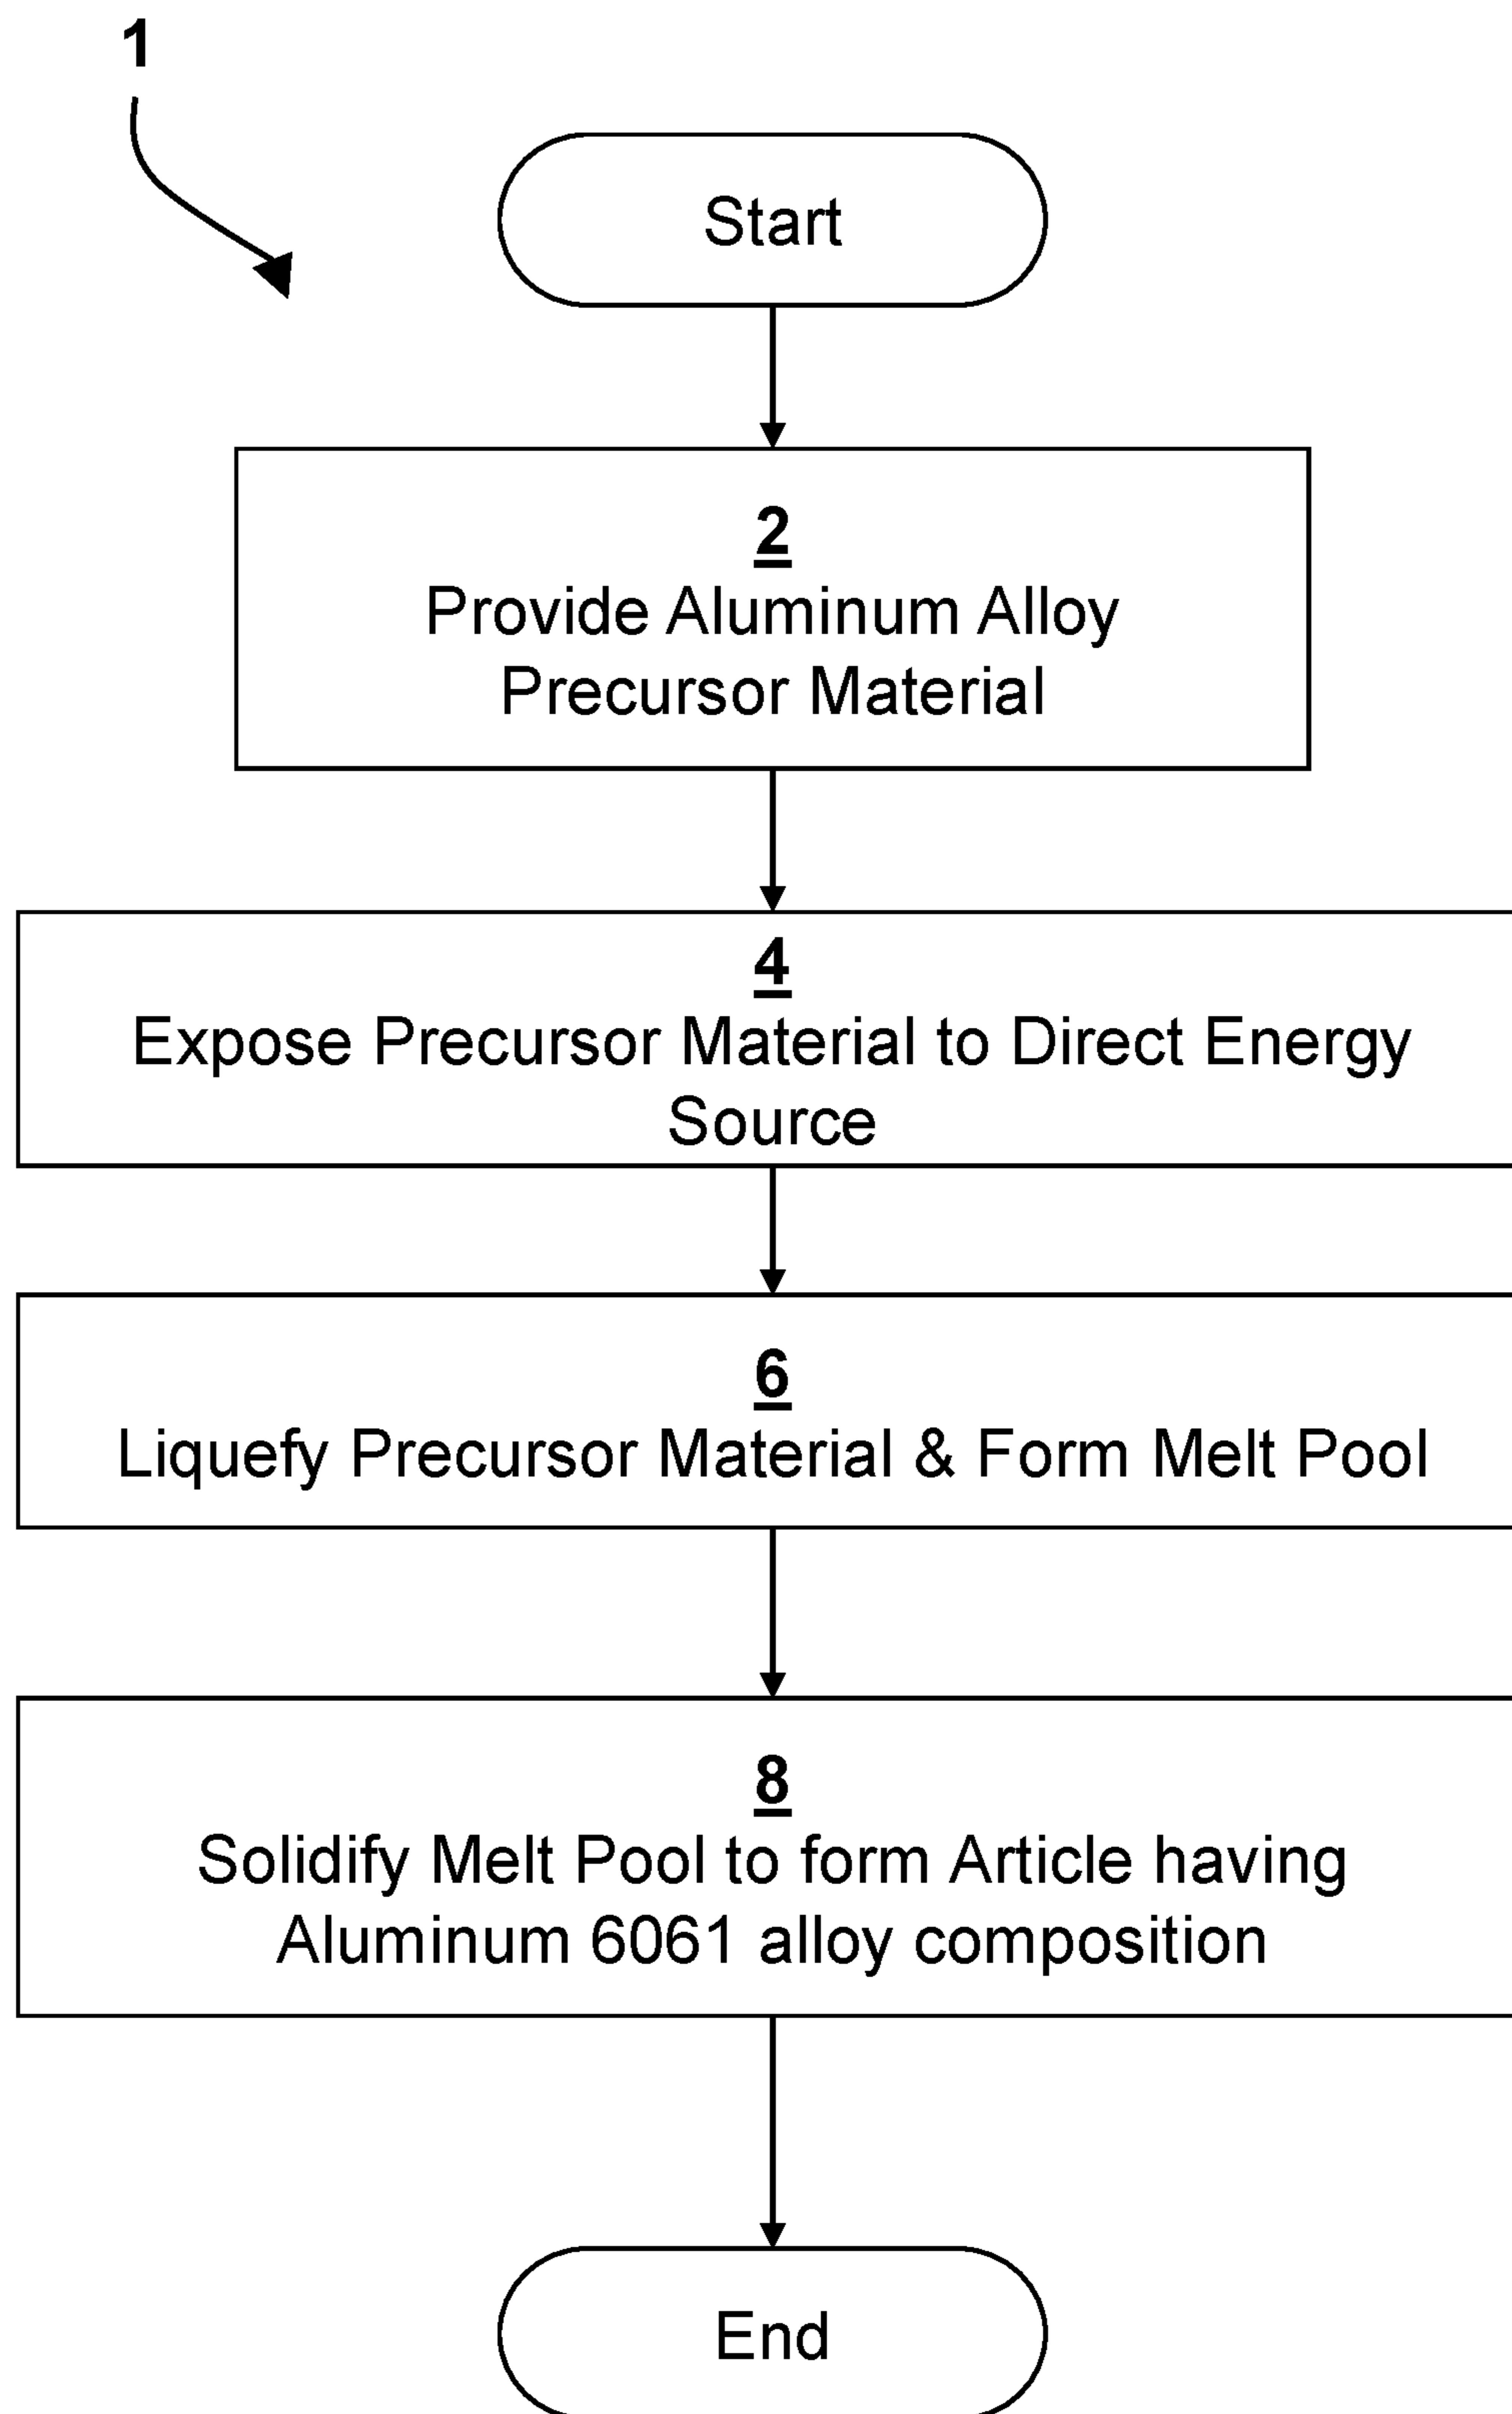 1
Start
2
Provide Aluminum Alloy
Precursor Material
4
Expose Precursor Material to Direct Energy
Source
6
Liquefy Precursor Material & Form Melt Pool
8
Solidify Melt Pool to form Article having
Aluminum 6061 alloy composition
End